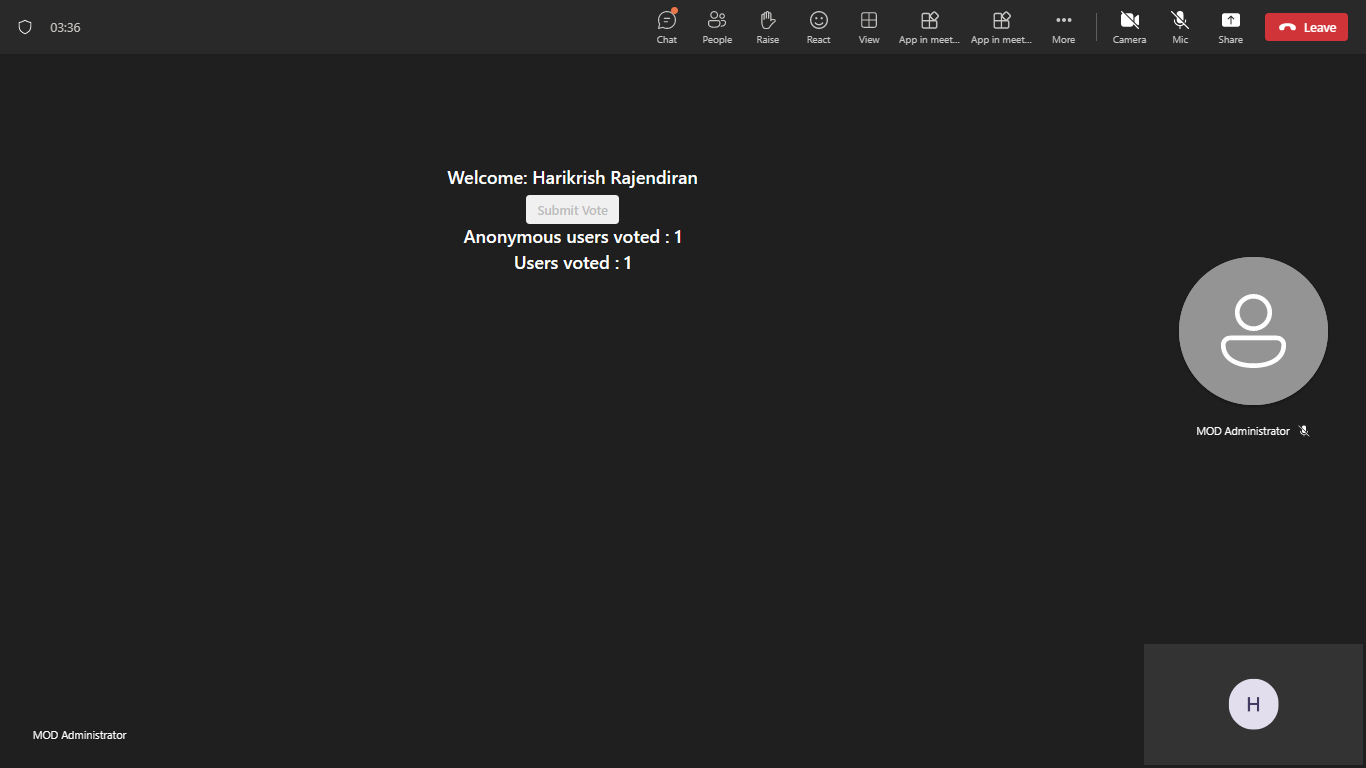 03:36
Chat
People
Raise
React
View
App in meet...
App in meet...
More
Camera
Mic
Share
Leave
Welcome: Harikrish Rajendiran
Submit Vote
Anonymous users voted : 1
Users voted : 1
MOD Administrator
H
MOD Administrator